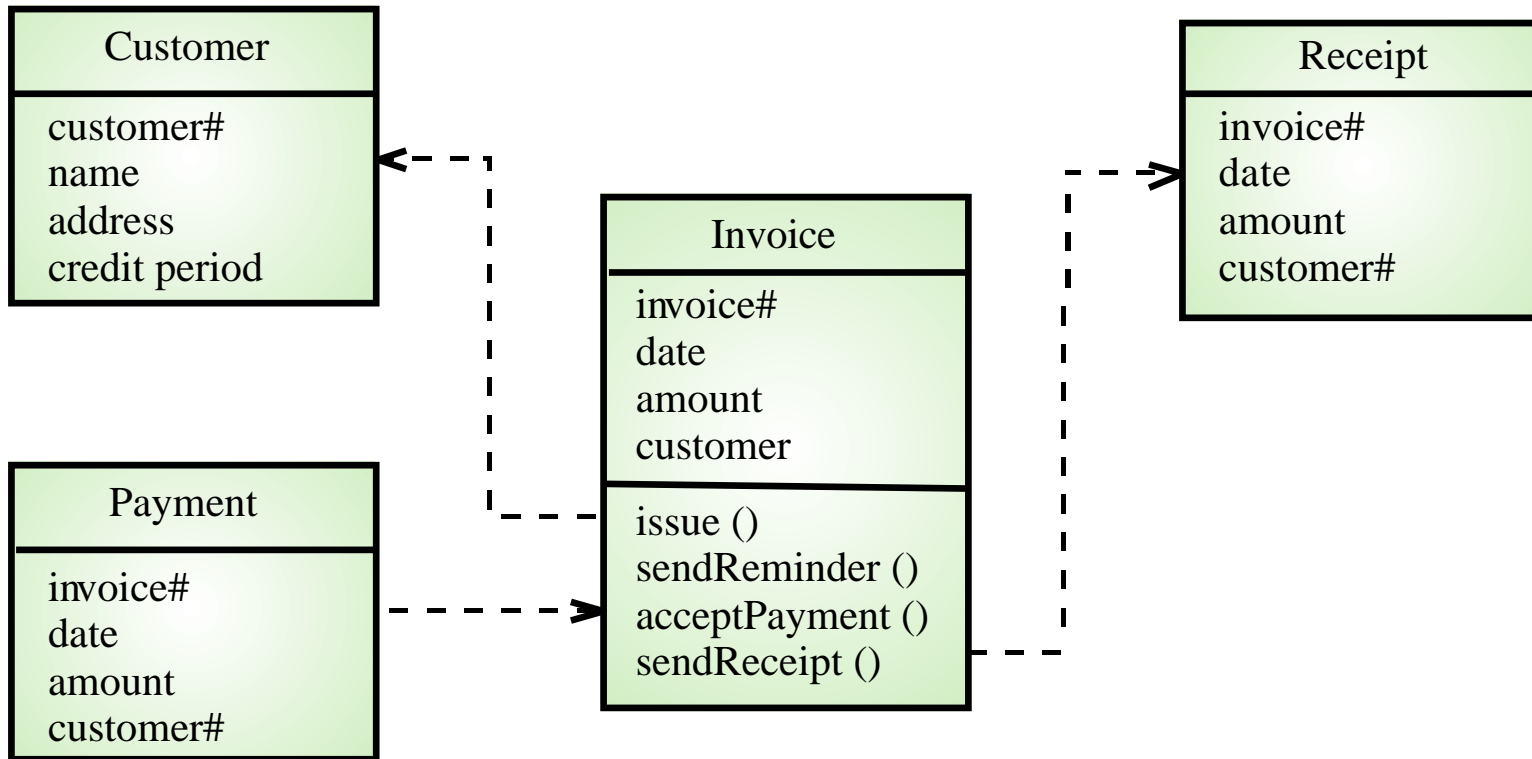 Customer
customer#
name
address
credit period
Receipt
invoice#
date
amount
customer#
Invoice
invoice#
date
amount
customer
issue ()
sendReminder ()
acceptPayment ()
sendReceipt ()
Payment
invoice#
date
amount
customer#